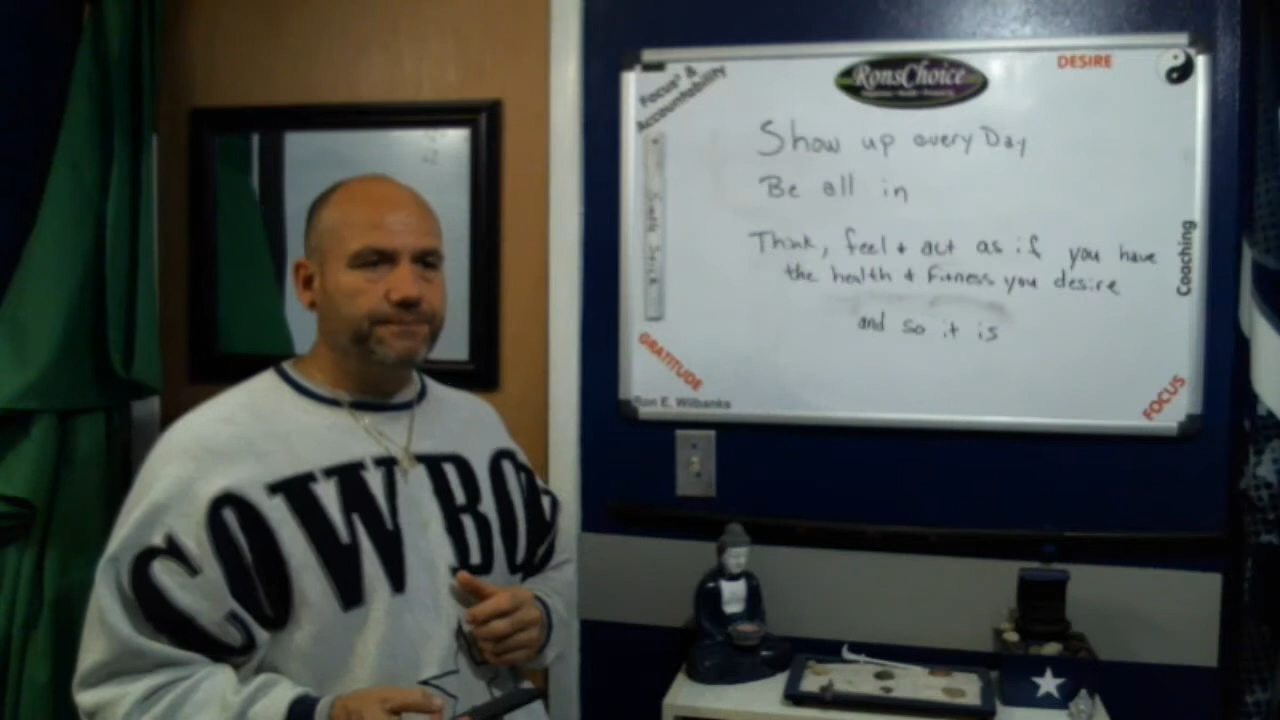 Focus & Accountability
RonsChoice
DESIRE
Show up every Day
Be all in
Think, feel + act as if you have
the health + Fitness you desire
and so it is
Coaching
GRATITUDE
Ron E. Wilbanks
FOCUS
COWBO